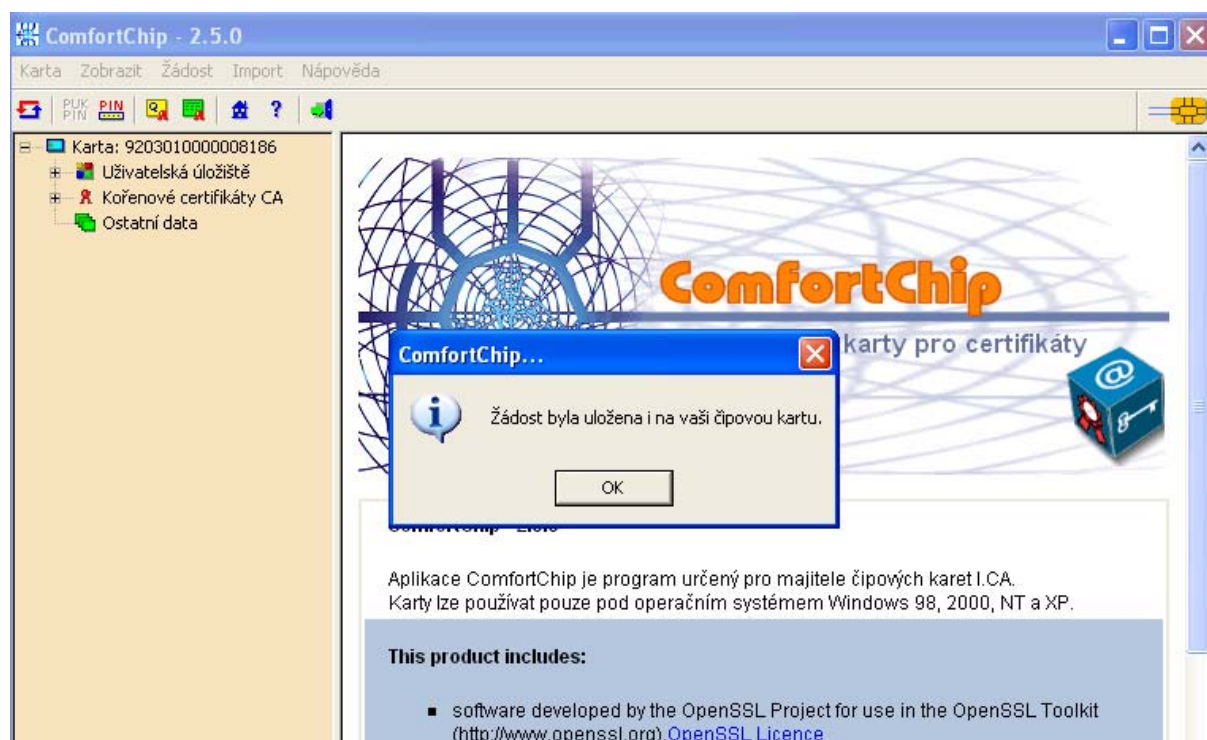 ComfortChip - 2.5.0
Karta Zobrazit Žádost Import Nápověda
PUK PIN
PIN
?
Karta: 9203010000008186
Uživatelská úložiště
Kořenové certifikáty CA
Ostatní data
ComfortChip
karty pro certifikáty
@
ComfortChip...
Žádost byla uložena i na vaši čipovou kartu.
OK
Aplikace ComfortChip je program určený pro majitele čipových karet I.CA.
Karty lze používat pouze pod operačním systémem Windows 98, 2000, NT a XP.
This product includes:
software developed by the OpenSSL Project for use in the OpenSSL Toolkit
(http://www.openssl.org).OpenSSL Licence